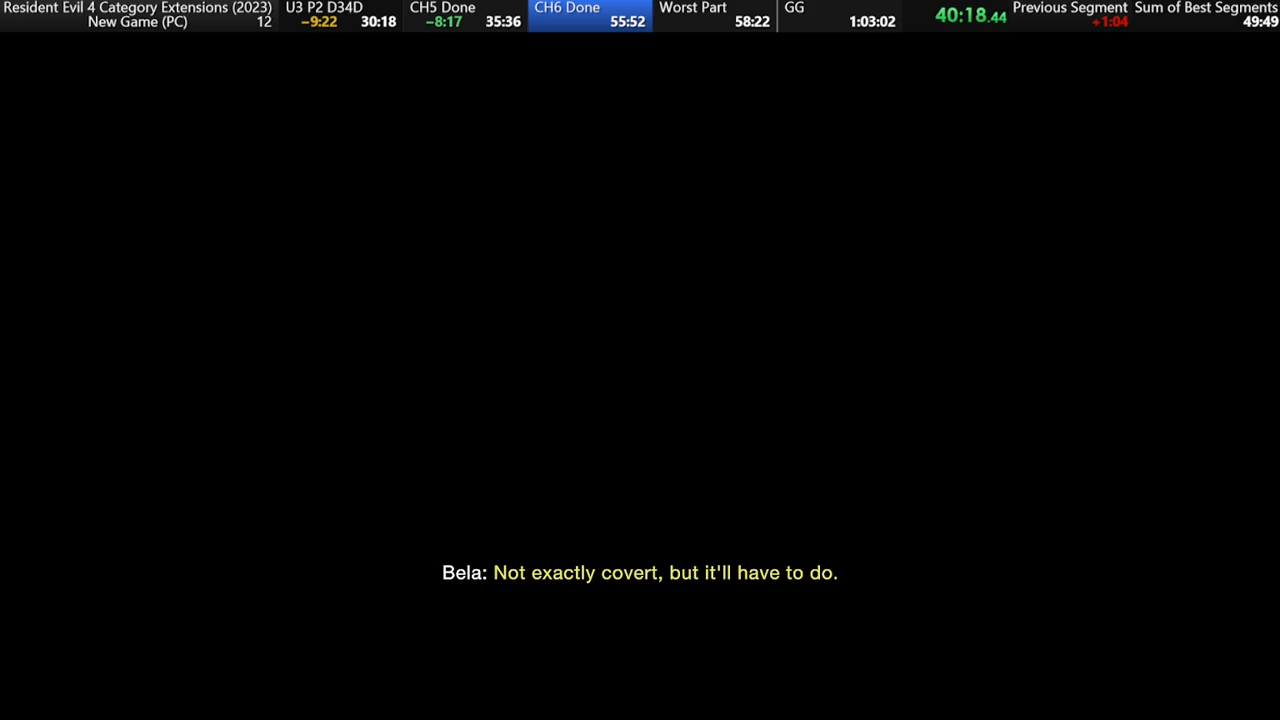 Resident Evil 4 Category Extensions (2023)
New Game (PC) 12
U3 P2 D34D
−9:22 30:18
CH5 Done
−8:17 35:36
CH6 Done
55:52
Worst Part
58:22
GG
1:03:02
40:18.44
Previous Segment
+1:04
Sum of Best Segments
49:49
Bela: Not exactly covert, but it'll have to do.